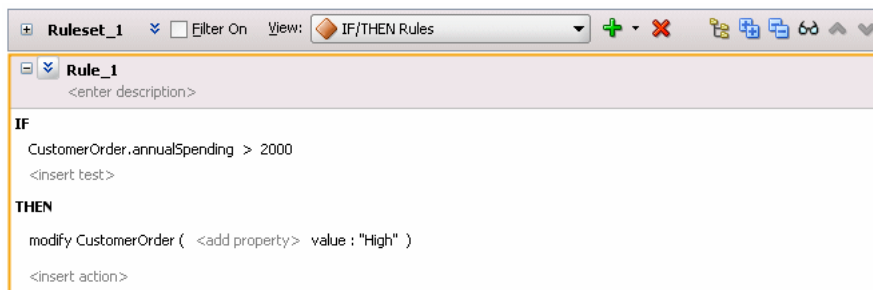 Ruleset_1 Filter On View: IF/THEN Rules
Rule_1
<enter description>
IF
CustomerOrder.annualSpending > 2000
<insert test>
THEN
modify CustomerOrder ( <add property> value : "High" )
<insert action>